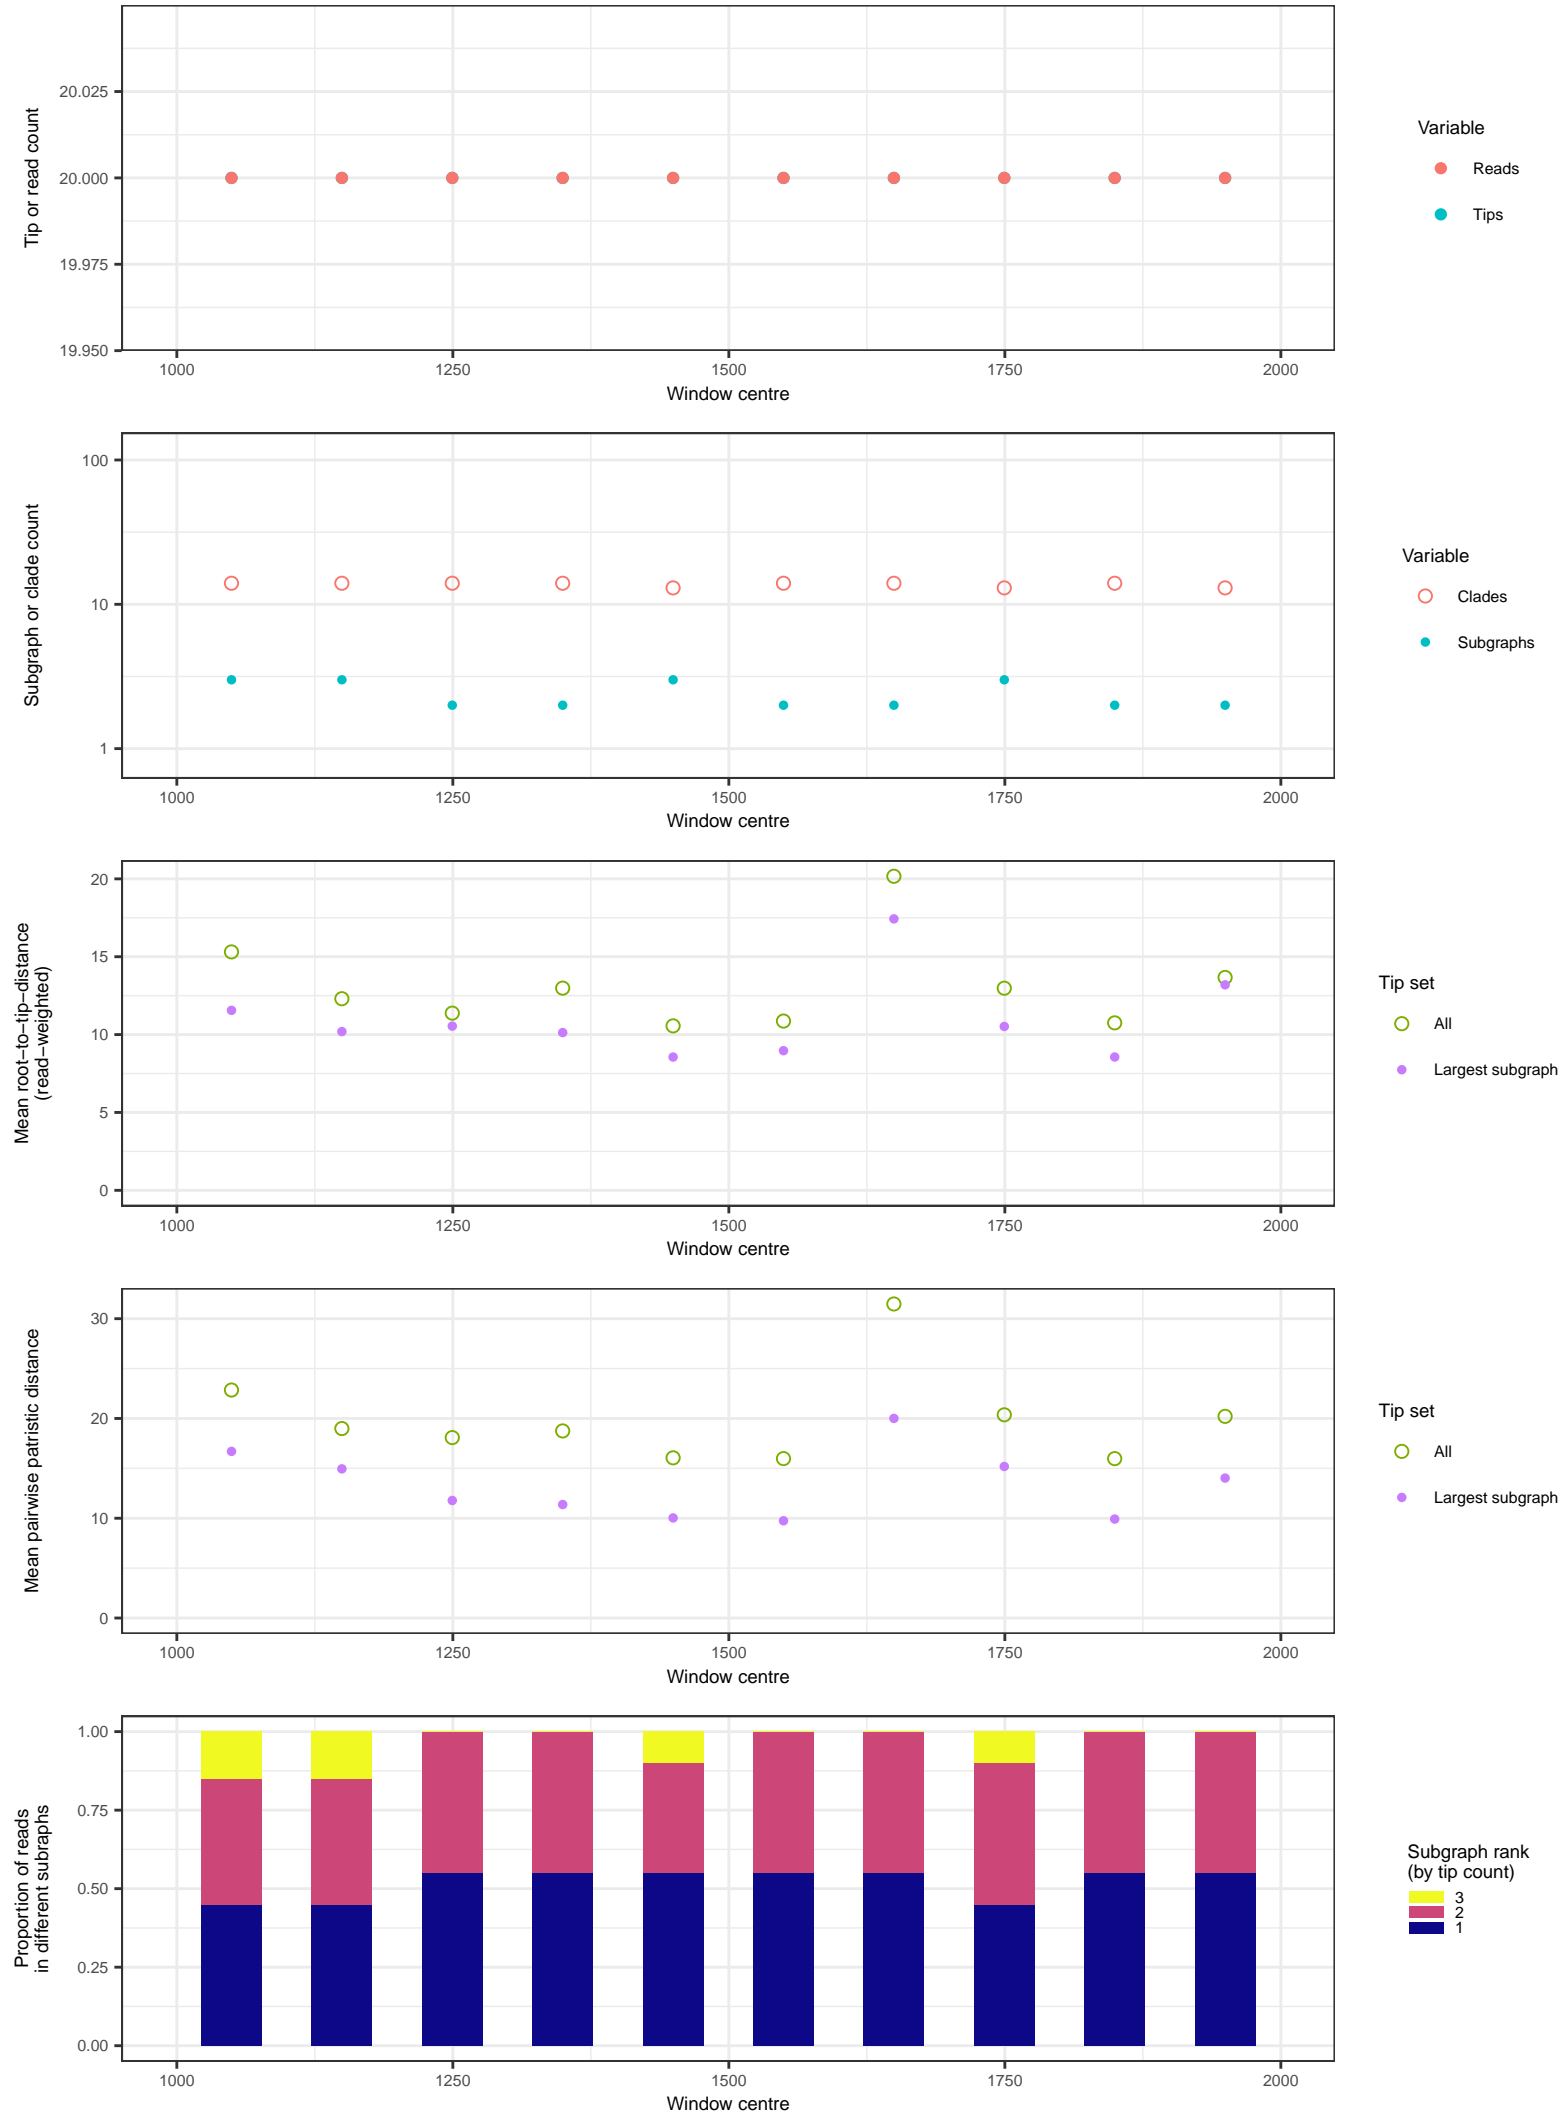 20.025
20.000
19.975
19.950
Tip or read count
1000 1250 1500 1750 2000
Window centre
Variable
Reads
Tips
100
10
1
Subgraph or clade count
1000 1250 1500 1750 2000
Window centre
Variable
Clades
Subgraphs
20
15
10
5
0
Mean root−to−tip−distance
(read−weighted)
1000 1250 1500 1750 2000
Window centre
Tip set
All
Largest subgraph
30
20
10
0
Mean pairwise patristic distance
1000 1250 1500 1750 2000
Window centre
Tip set
All
Largest subgraph
1.00
0.75
0.50
0.25
0.00
Proportion of reads
in different subraphs
1000 1250 1500 1750 2000
Window centre
Subgraph rank
(by tip count)
3
2
1